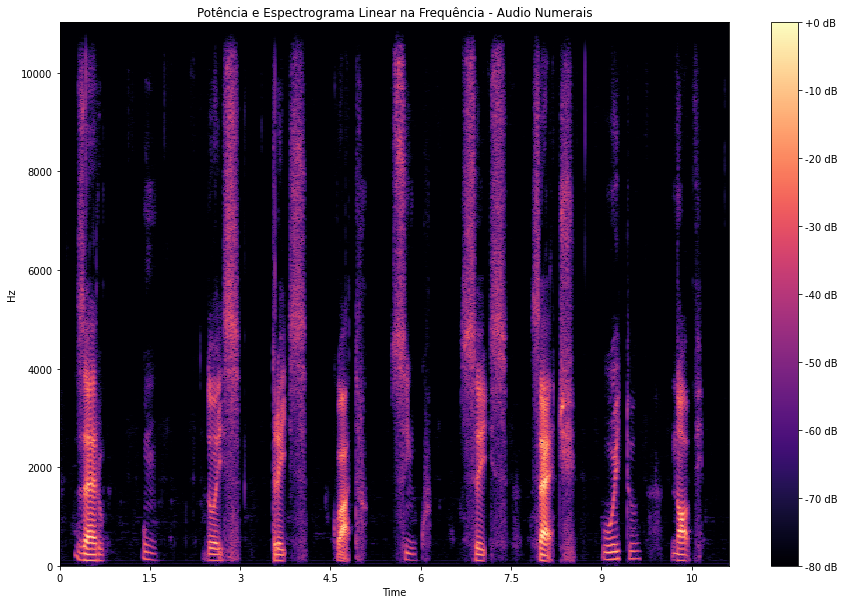 Potência e Espectrograma Linear na Frequência - Audio Numerais
Hz
10000
8000
6000
4000
2000
0
0 1.5 3 4.5 6 7.5 9 10
Time
+0 dB
-10 dB
-20 dB
-30 dB
-40 dB
-50 dB
-60 dB
-70 dB
-80 dB